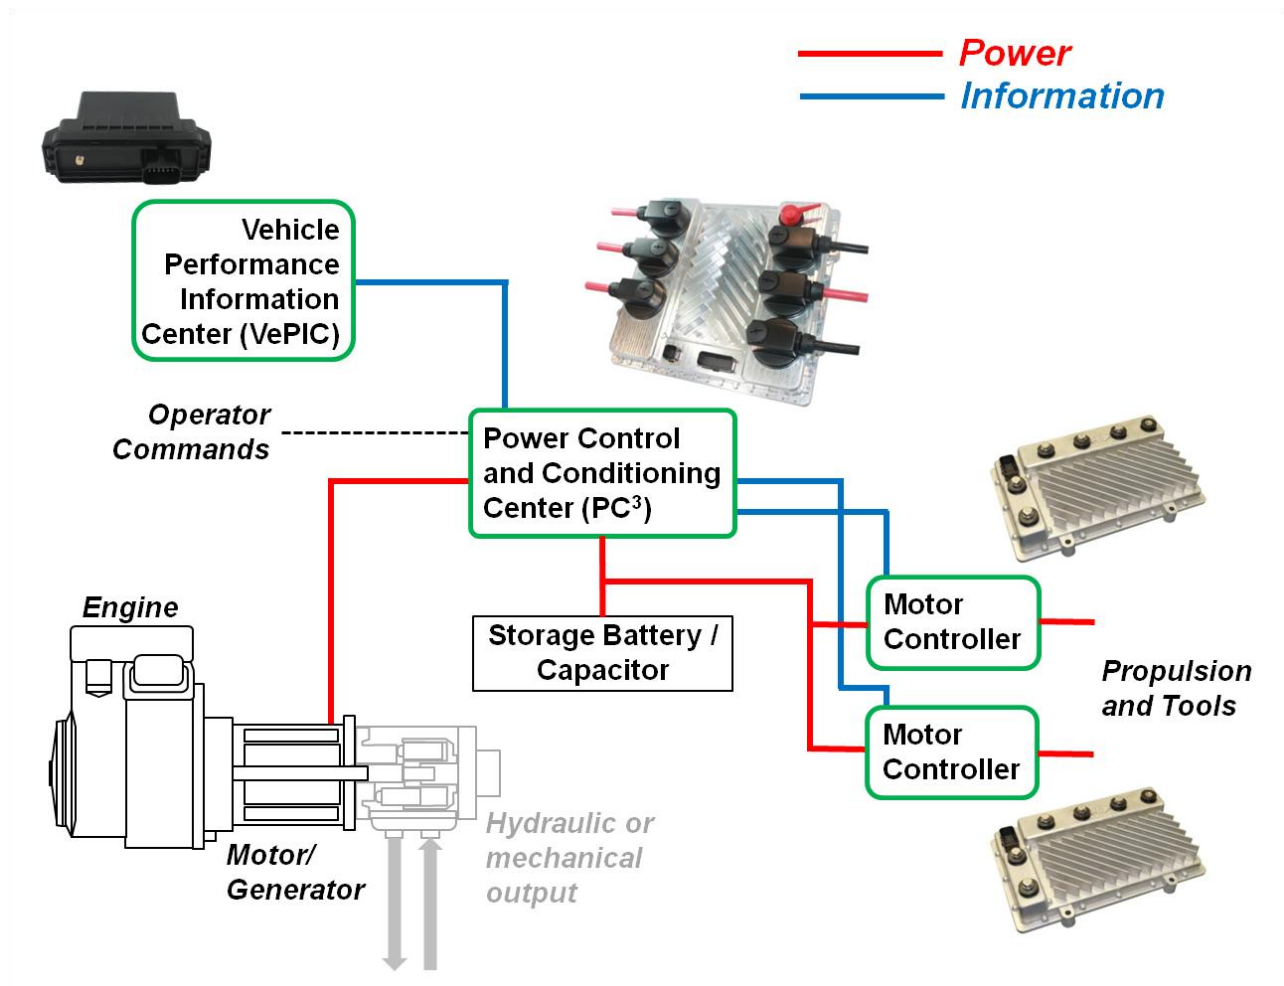 Power
Information
Vehicle
Performance
Information
Center (VePIC)
Operator
Commands
Power Control
and Conditioning
Center (PC³)
Engine
Storage Battery /
Capacitor
Motor
Controller
Propulsion
and Tools
Motor
Controller
Hydraulic or
mechanical
output
Motor/
Generator